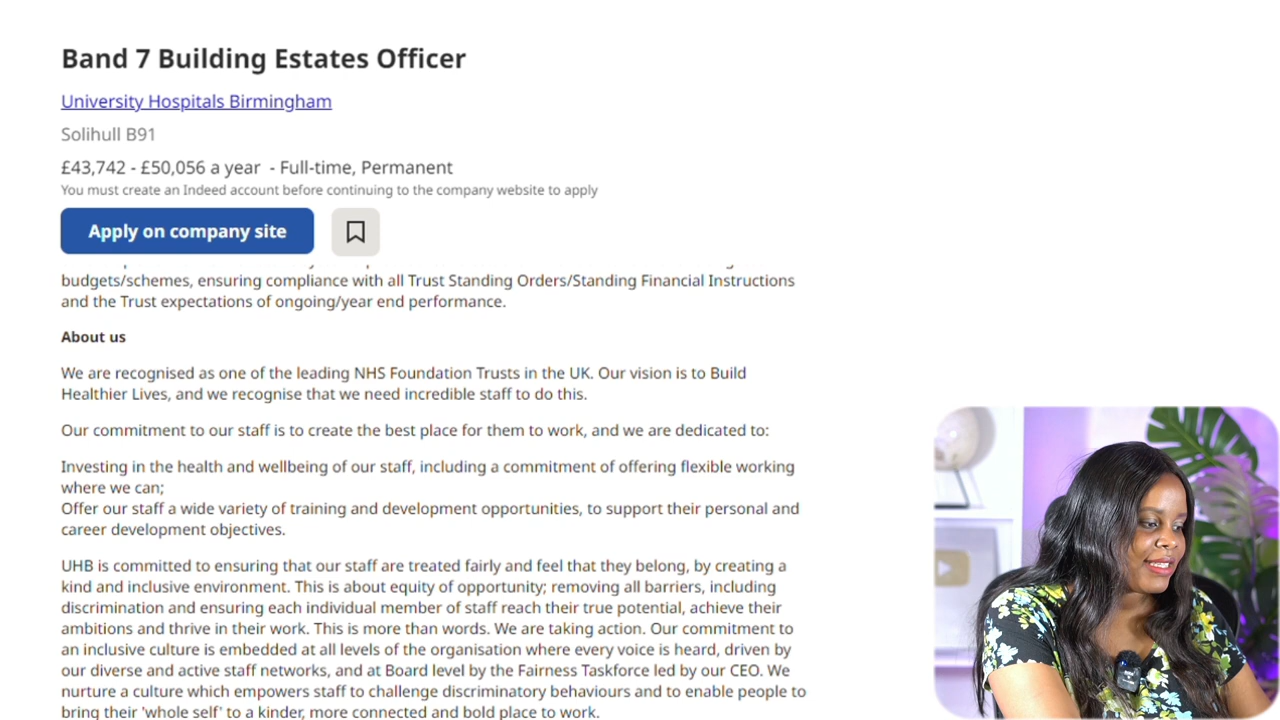 Band 7 Building Estates Officer
University Hospitals Birmingham
Solihull B91
£43,742 - £50,056 a year - Full-time, Permanent
You must create an Indeed account before continuing to the company website to apply
Apply on company site
budgets/schemes, ensuring compliance with all Trust Standing Orders/Standing Financial Instructions
and the Trust expectations of ongoing/year end performance.
About us
We are recognised as one of the leading NHS Foundation Trusts in the UK. Our vision is to Build
Healthier Lives, and we recognise that we need incredible staff to do this.
Our commitment to our staff is to create the best place for them to work, and we are dedicated to:
Investing in the health and wellbeing of our staff, including a commitment of offering flexible working
where we can;
Offer our staff a wide variety of training and development opportunities, to support their personal and
career development objectives.
UHB is committed to ensuring that our staff are treated fairly and feel that they belong, by creating a
kind and inclusive environment. This is about equity of opportunity; removing all barriers, including
discrimination and ensuring each individual member of staff reach their true potential, achieve their
ambitions and thrive in their work. This is more than words. We are taking action. Our commitment to
an inclusive culture is embedded at all levels of the organisation where every voice is heard, driven by
our diverse and active staff networks, and at Board level by the Fairness Taskforce led by our CEO. We
nurture a culture which empowers staff to challenge discriminatory behaviours and to enable people to
bring their 'whole self' to a kinder, more connected and bold place to work.